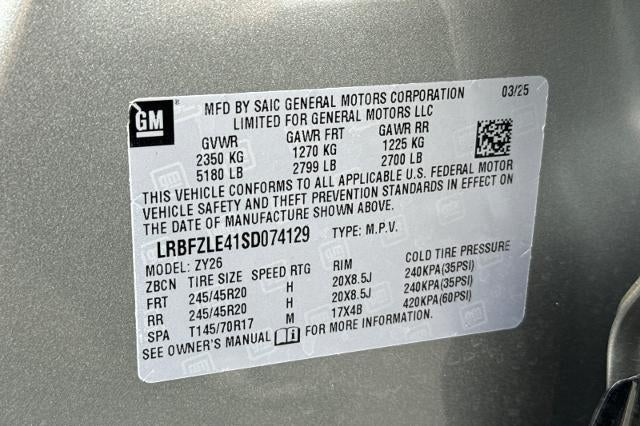 GM
MFD BY SAIC GENERAL MOTORS CORPORATION 03/25
LIMITED FOR GENERAL MOTORS LLC
GVWR GAWR FRT GAWR RR
2350 KG 1270 KG 1225 KG
5180 LB 2799 LB 2700 LB
THIS VEHICLE CONFORMS TO ALL APPLICABLE U.S. FEDERAL MOTOR
VEHICLE SAFETY AND THEFT PREVENTION STANDARDS IN EFFECT ON
THE DATE OF MANUFACTURE SHOWN ABOVE.
LRBFZLE41SD074129 TYPE: M.P.V.
MODEL: ZY26
ZBCN TIRE SIZE SPEED RTG RIM COLD TIRE PRESSURE
FRT 245/45R20 H 20X8.5J 240KPA(35PSI)
RR 245/45R20 H 20X8.5J 240KPA(35PSI)
SPA T145/70R17 M 17X4B 420KPA(60PSI)
SEE OWNER'S MANUAL FOR MORE INFORMATION.